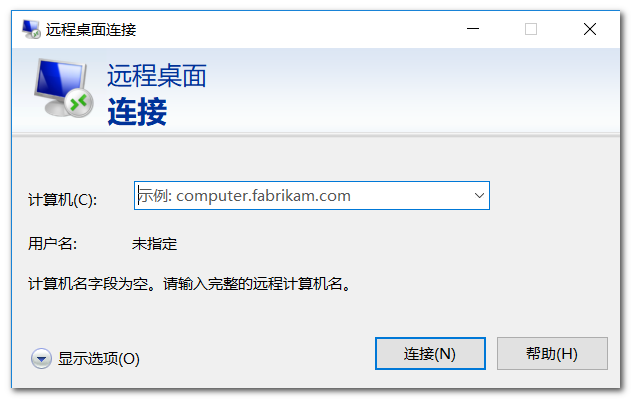 远程桌面连接
远程桌面
连接
计算机(C): 示例: computer.fabrikam.com
用户名: 未指定
计算机名字段为空。请输入完整的远程计算机名。
显示选项(O) 连接(N) 帮助(H)